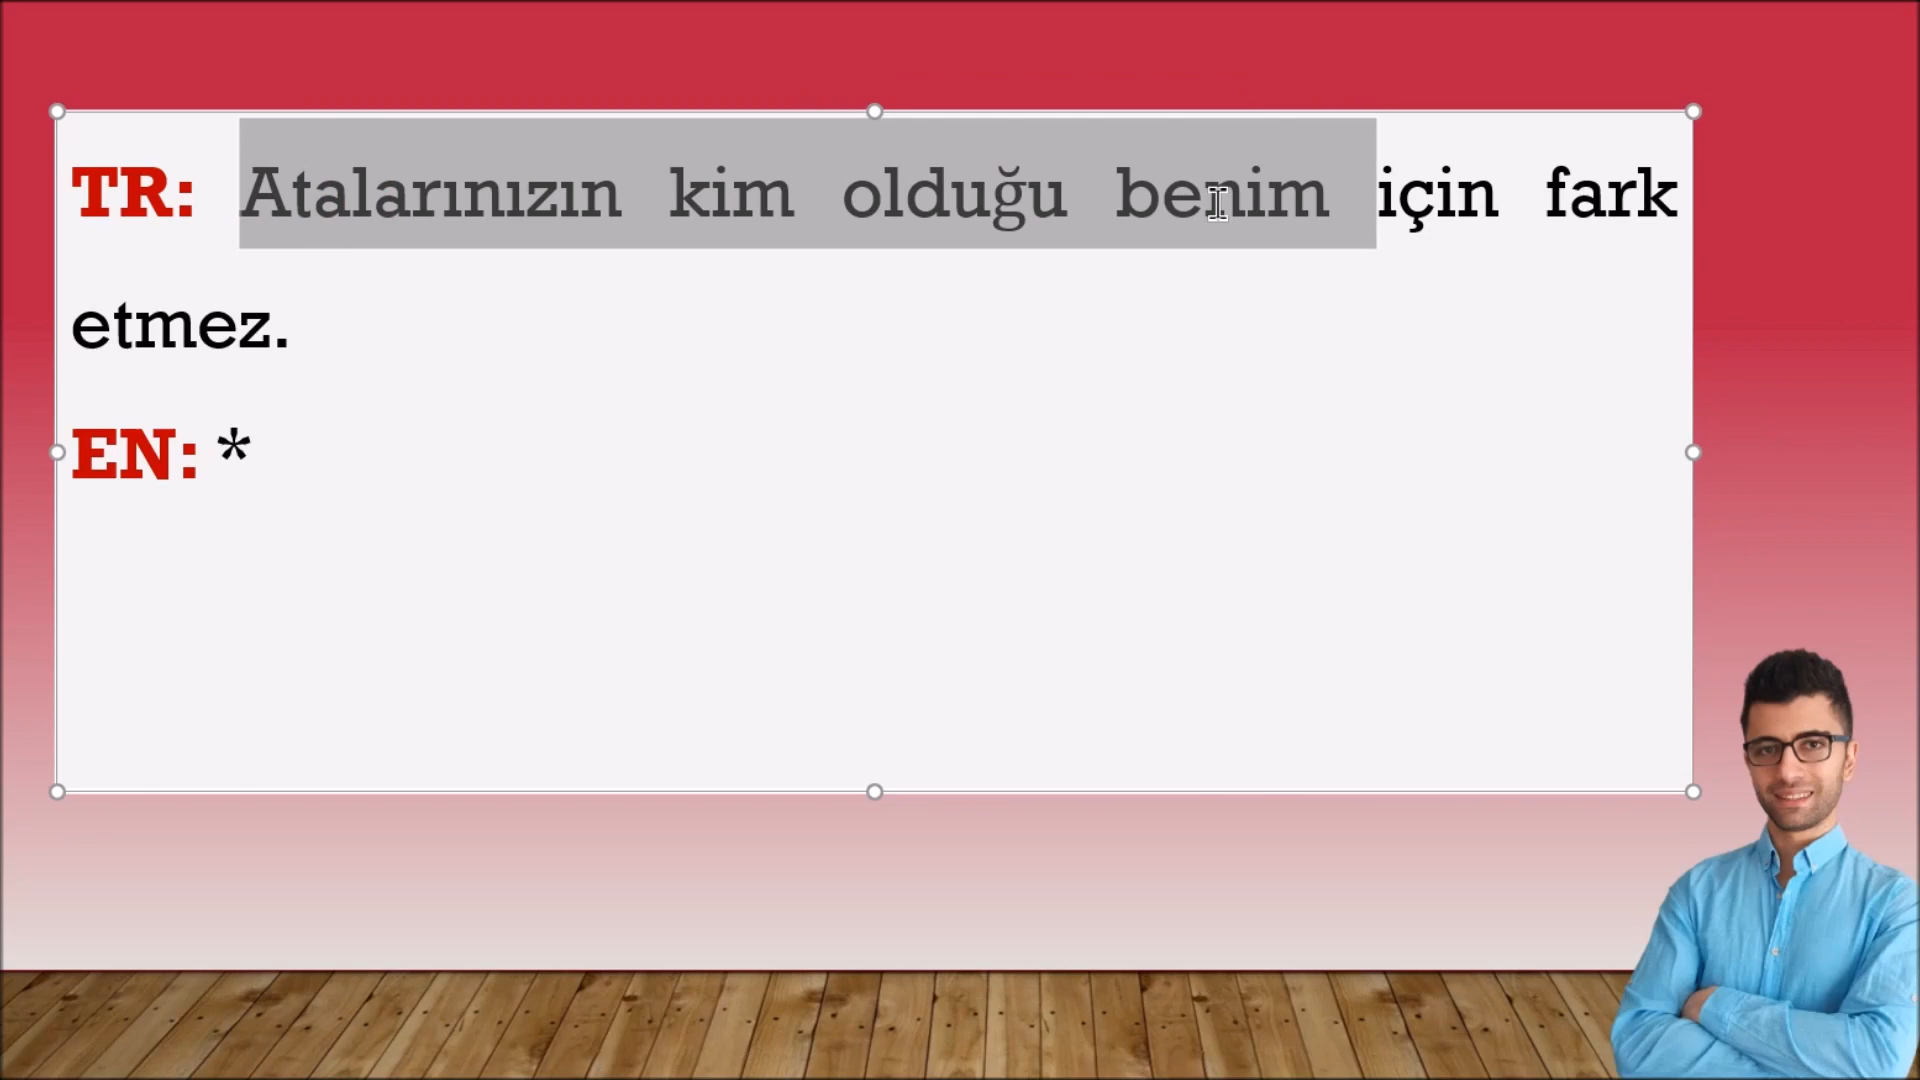 TR: Atalarınızın kim olduğu benim için fark
etmez.
EN: *